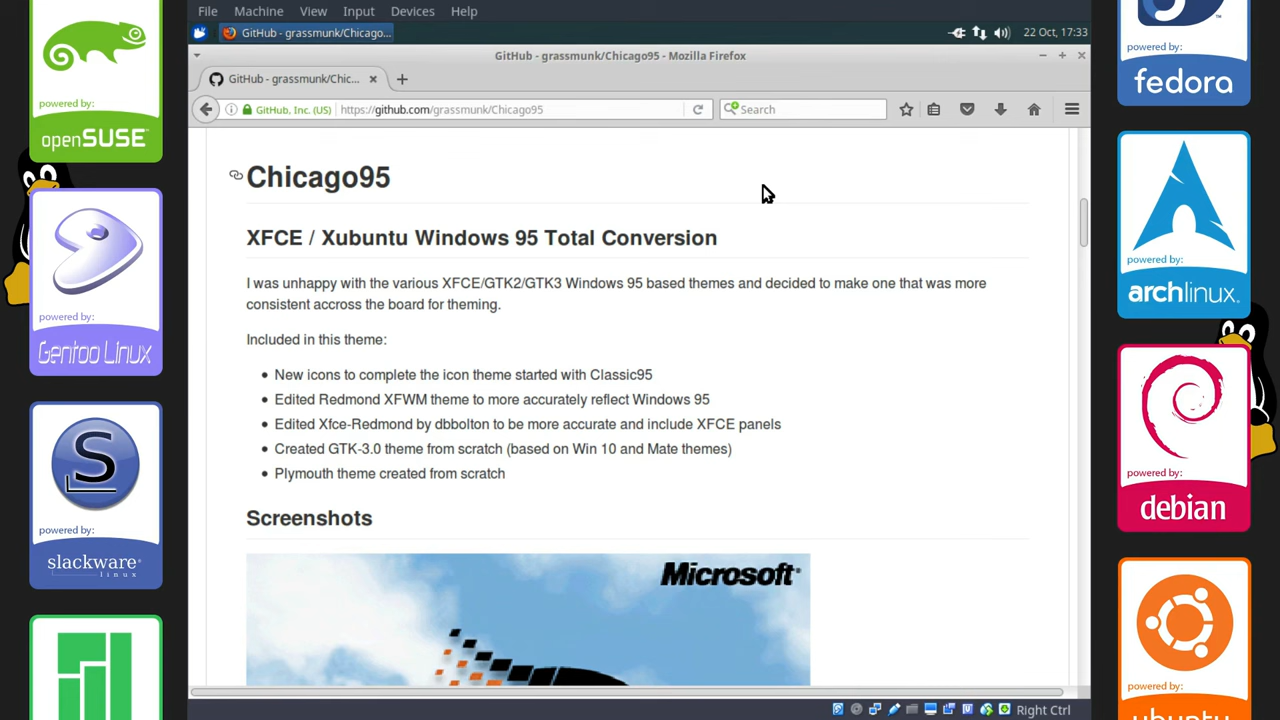 File Machine View Input Devices Help
GitHub - grassmunk/Chicago95... 22 Oct, 17:33
GitHub - grassmunk/Chicago95 - Mozilla Firefox
GitHub - grassmunk/Chic...
GitHub, Inc. (US) https://github.com/grassmunk/Chicago95 Search
Chicago95
XFCE / Xubuntu Windows 95 Total Conversion
I was unhappy with the various XFCE/GTK2/GTK3 Windows 95 based themes and decided to make one that was more
consistent accross the board for theming.
Included in this theme:
New icons to complete the icon theme started with Classic95
Edited Redmond XFWM theme to more accurately reflect Windows 95
Edited Xfce-Redmond by dbbolton to be more accurate and include XFCE panels
Created GTK-3.0 theme from scratch (based on Win 10 and Mate themes)
Plymouth theme created from scratch
Screenshots
Microsoft
Right Ctrl
powered by:
openSUSE
powered by:
Gentoo Linux
powered by:
slackware
linux
powered by:
fedora
powered by:
archlinux
powered by:
debian
powered by:
ubuntu